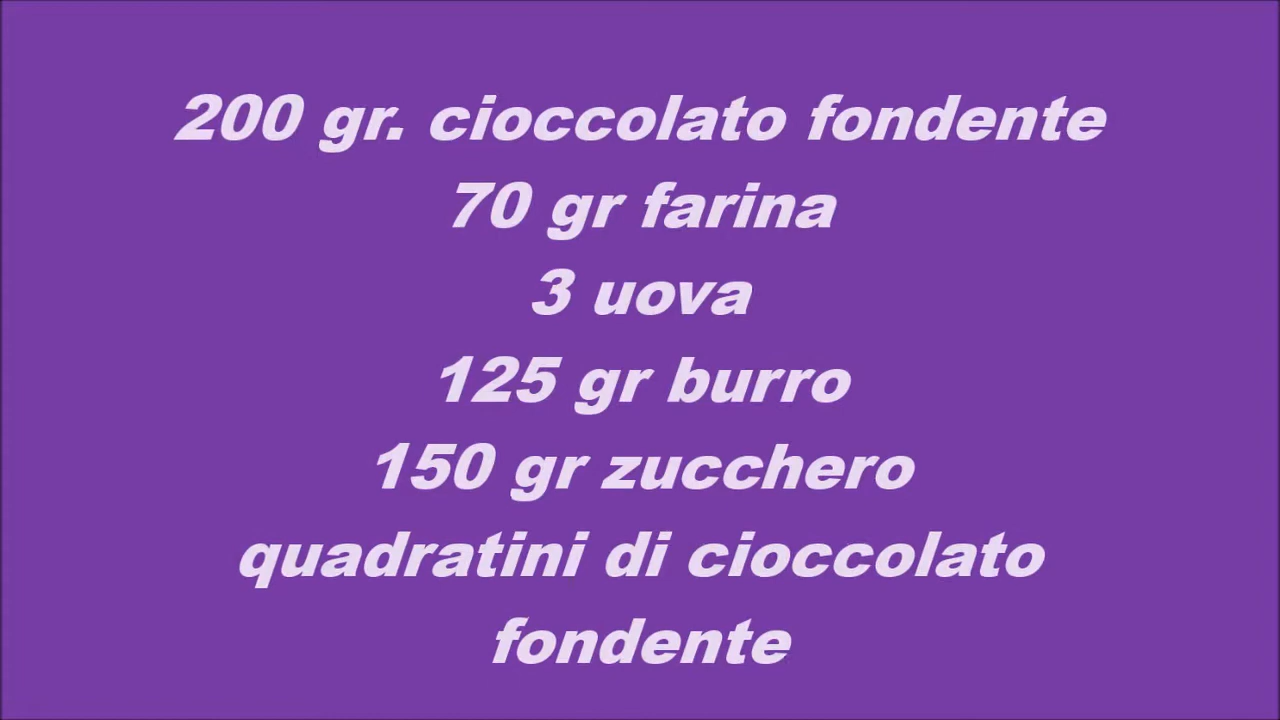 200 gr. cioccolato fondente
70 gr farina
3 uova
125 gr burro
150 gr zucchero
quadratini di cioccolato
fondente